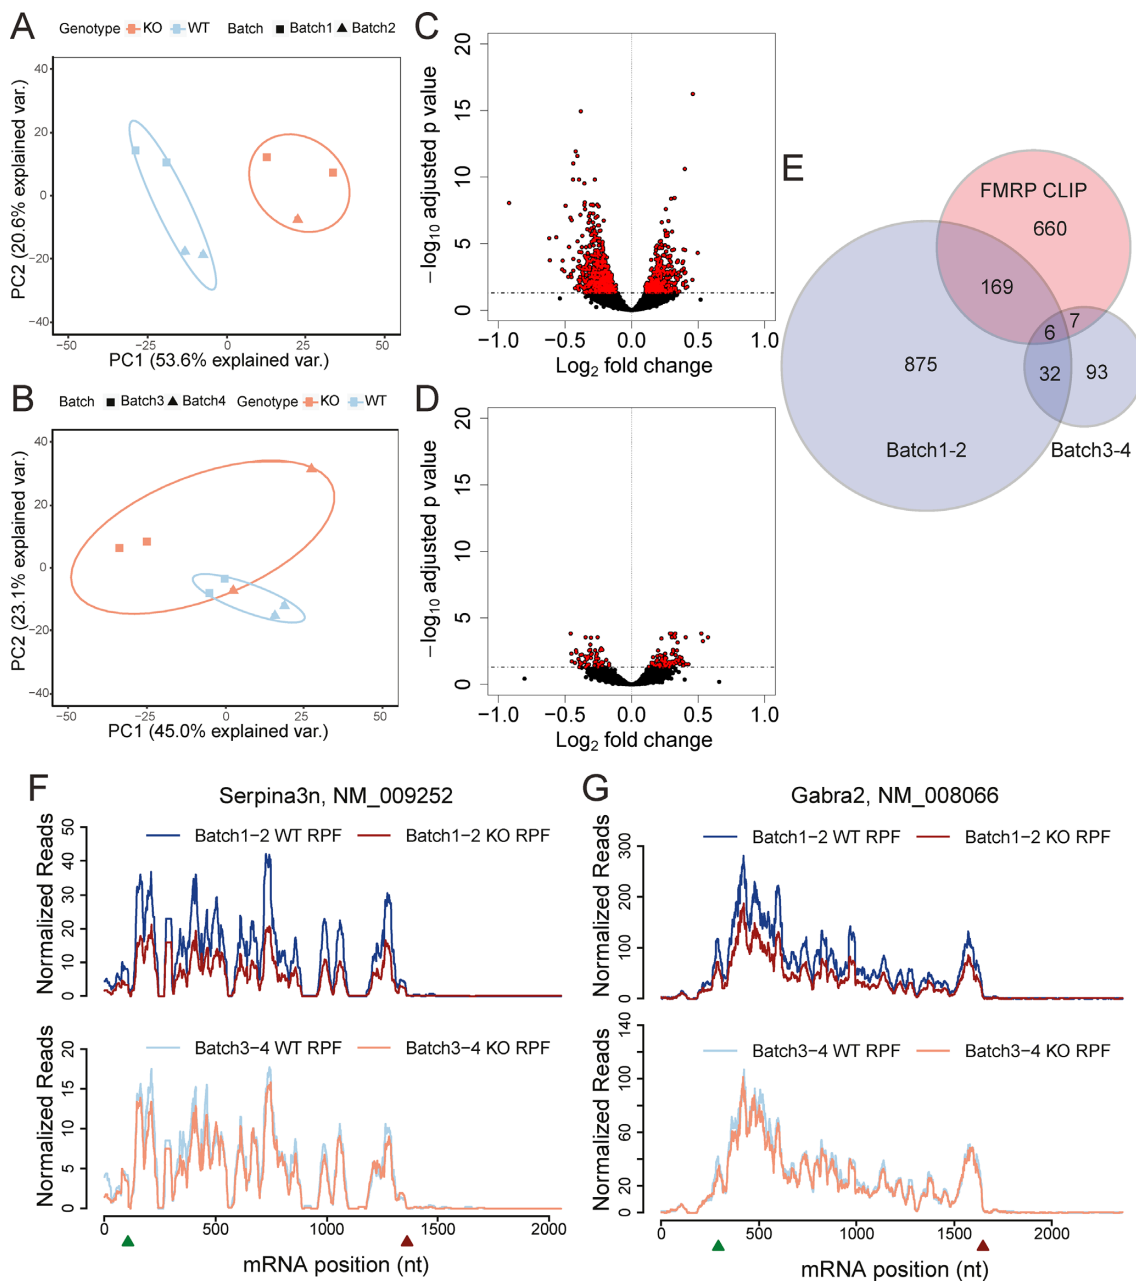 A
Genotype KO WT Batch Batch1 Batch2
PC2 (20.6% explained var.)
40
20
0
−20
−40
−50
−25
0
25
50
PC1 (53.6% explained var.)
B
Batch Batch3 Batch4 Genotype KO WT
PC2 (23.1% explained var.)
40
20
0
−20
−40
−50
−25
0
25
50
PC1 (45.0% explained var.)
C
−log10 adjusted p value
20
15
10
5
0
−1.0
−0.5
0.0
0.5
1.0
Log2 fold change
D
−log10 adjusted p value
20
15
10
5
0
−1.0
−0.5
0.0
0.5
1.0
Log2 fold change
E
FMRP CLIP
660
169
7
6
875
32
93
Batch1-2
Batch3-4
F
Serpina3n, NM_009252
Batch1−2 WT RPF Batch1−2 KO RPF
Normalized Reads
50
40
30
20
10
0
Batch3−4 WT RPF Batch3−4 KO RPF
Normalized Reads
20
15
10
5
0
0
500
1000
1500
2000
mRNA position (nt)
G
Gabra2, NM_008066
Batch1−2 WT RPF Batch1−2 KO RPF
Normalized Reads
300
200
100
0
Batch3−4 WT RPF Batch3−4 KO RPF
Normalized Reads
140
100
60
20
0
0
500
1000
1500
2000
mRNA position (nt)